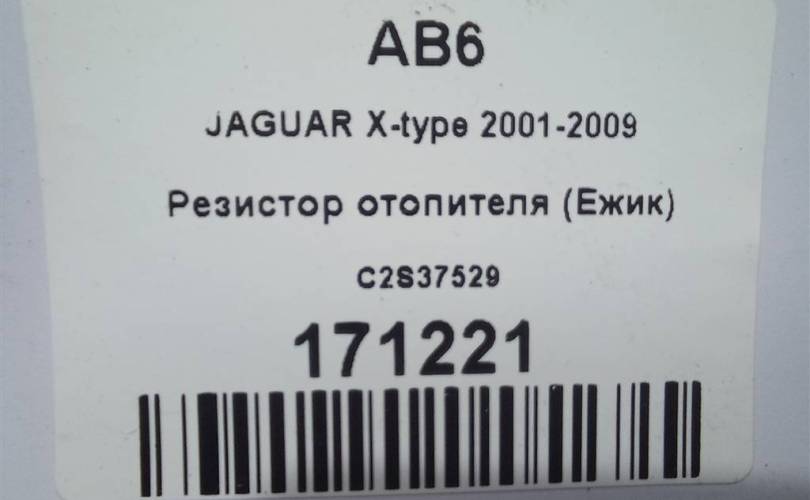 AB6
JAGUAR X-type 2001-2009
Резистор отопителя (Ежик)
C2S37529
171221